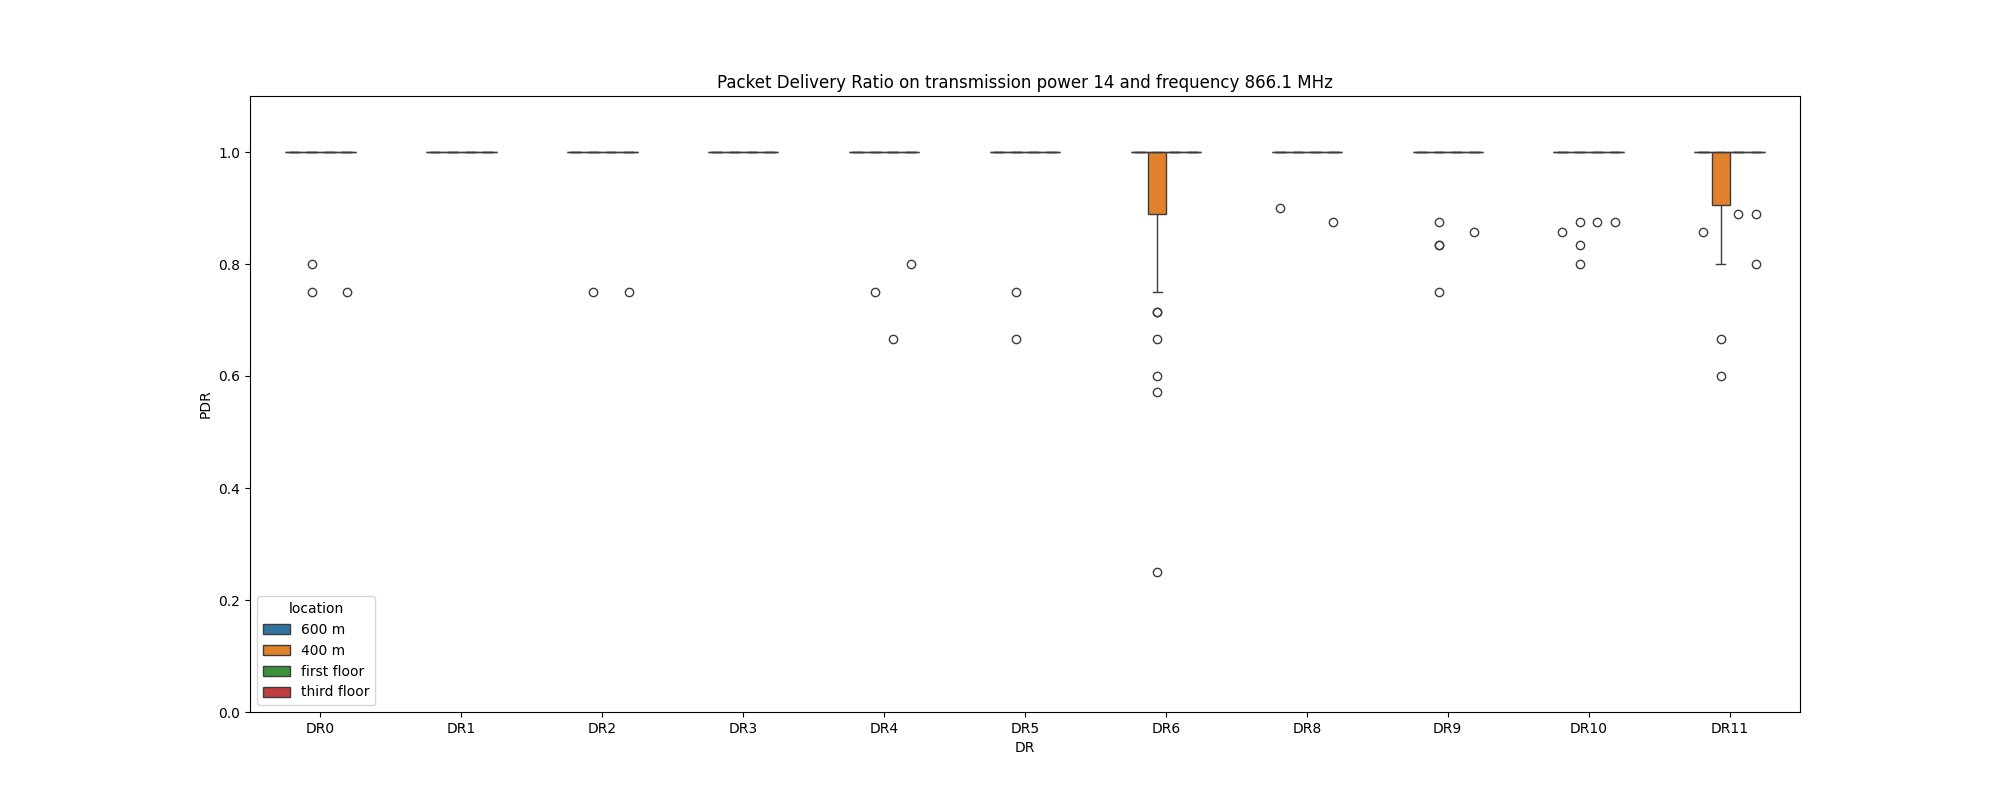 Packet Delivery Ratio on transmission power 14 and frequency 866.1 MHz
1.0
0.8
0.6
0.4
0.2
0.0
PDR
location
600 m
400 m
first floor
third floor
DR0 DR1 DR2 DR3 DR4 DR5 DR6 DR8 DR9 DR10 DR11
DR